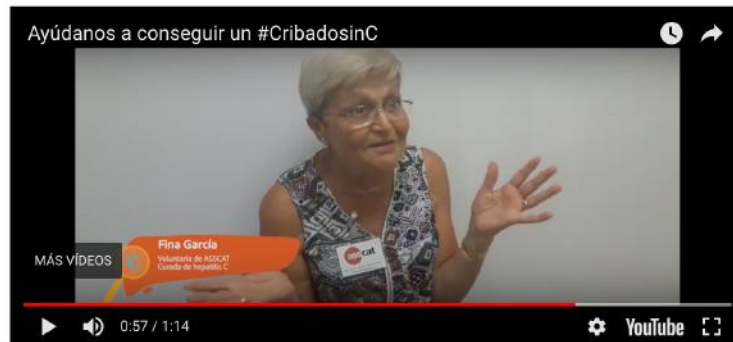 Ayúdanos a conseguir un #CribadosinC
asscat
MÁS VÍDEOS
C
Fina García
Voluntaria de ASSCAT
Curada de hepatitis C
0:57 / 1:14
YouTube